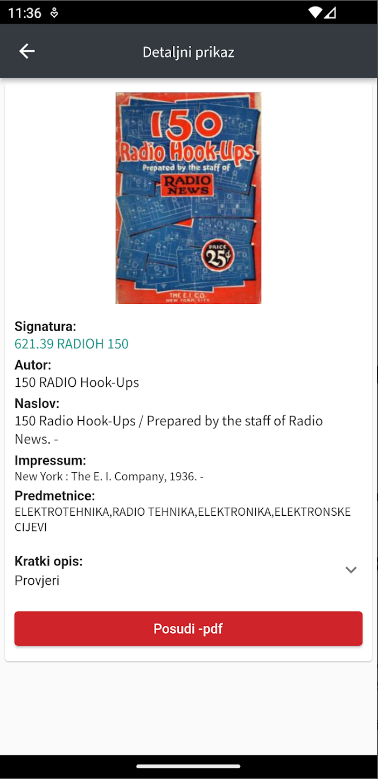 11:36
Detaljni prikaz
150
Radio Hook-Ups
Prepared by the staff of
RADIO
NEWS
PRICE
25¢
THE E. I. CO.
NEW YORK CITY
Signatura:
621.39 RADIOH 150
Autor:
150 RADIO Hook-Ups
Naslov:
150 Radio Hook-Ups / Prepared by the staff of Radio
News. -
Impressum:
New York : The E. I. Company, 1936. -
Predmetnice:
ELEKTROTEHNIKA,RADIO TEHNIKA,ELEKTRONIKA,ELEKTRONSKE
CIJEVI
Kratki opis:
Provjeri
Posudi -pdf